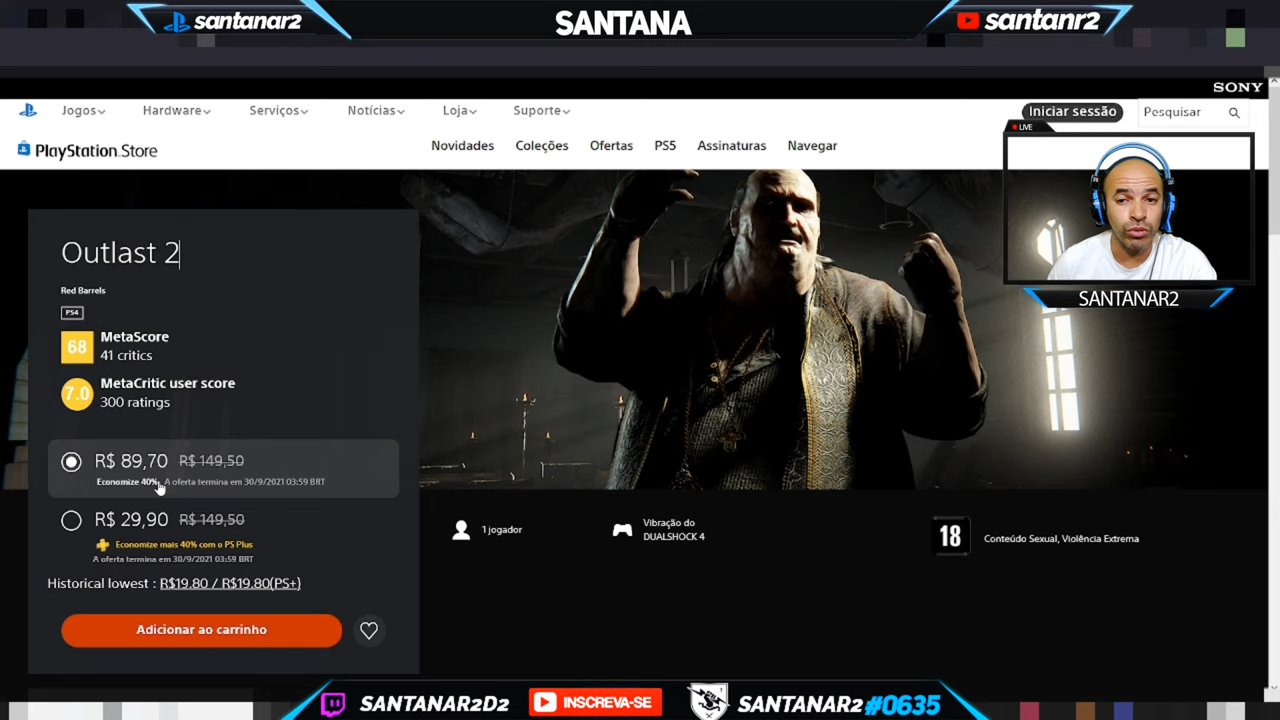 santanar2
SANTANA
santanr2
SONY
Jogos
Hardware
Serviços
Notícias
Loja
Suporte
Iniciar sessão
Pesquisar
PlayStation Store
Novidades
Coleções
Ofertas
PS5
Assinaturas
Navegar
LIVE
SANTANAR2
Outlast 2
Red Barrels
PS4
68
MetaScore
41 critics
7.0
MetaCritic user score
300 ratings
R$ 89,70 R$ 149,50
Economize 40% A oferta termina em 30/9/2021 03:59 BRT
R$ 29,90 R$ 149,50
Economize mais 40% com o PS Plus
A oferta termina em 30/9/2021 03:59 BRT
Historical lowest : R$19.80 / R$19.80(PS+)
Adicionar ao carrinho
1 jogador
Vibração do
DUALSHOCK 4
18
Conteúdo Sexual, Violência Extrema
SANTANAR2D2
INSCREVA-SE
SANTANAR2 #0635